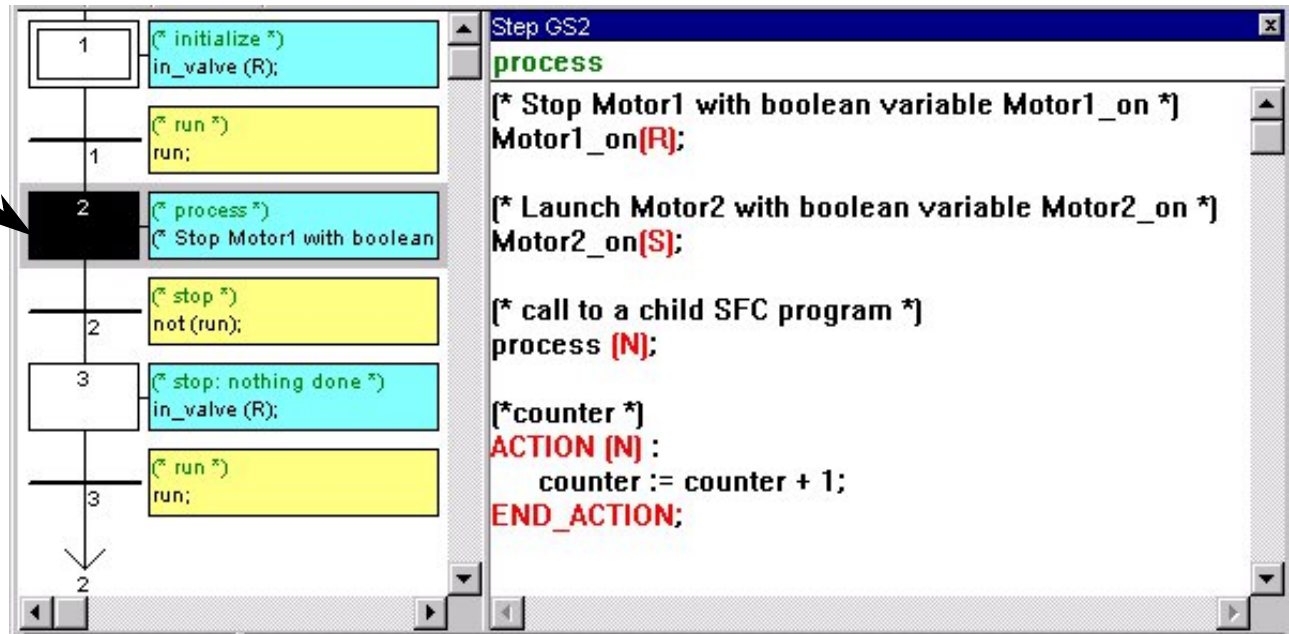 1
(* initialize *)
in_valve (R);
1
(* run *)
run;
2
(* process *)
(* Stop Motor1 with boolean
2
(* stop *)
not (run);
3
(* stop: nothing done *)
in_valve (R);
3
(* run *)
run;
2
Step GS2
process
(* Stop Motor1 with boolean variable Motor1_on *)
Motor1_on(R);
(* Launch Motor2 with boolean variable Motor2_on *)
Motor2_on(S);
(* call to a child SFC program *)
process (N);
(*counter *)
ACTION (N) :
counter := counter + 1;
END_ACTION;